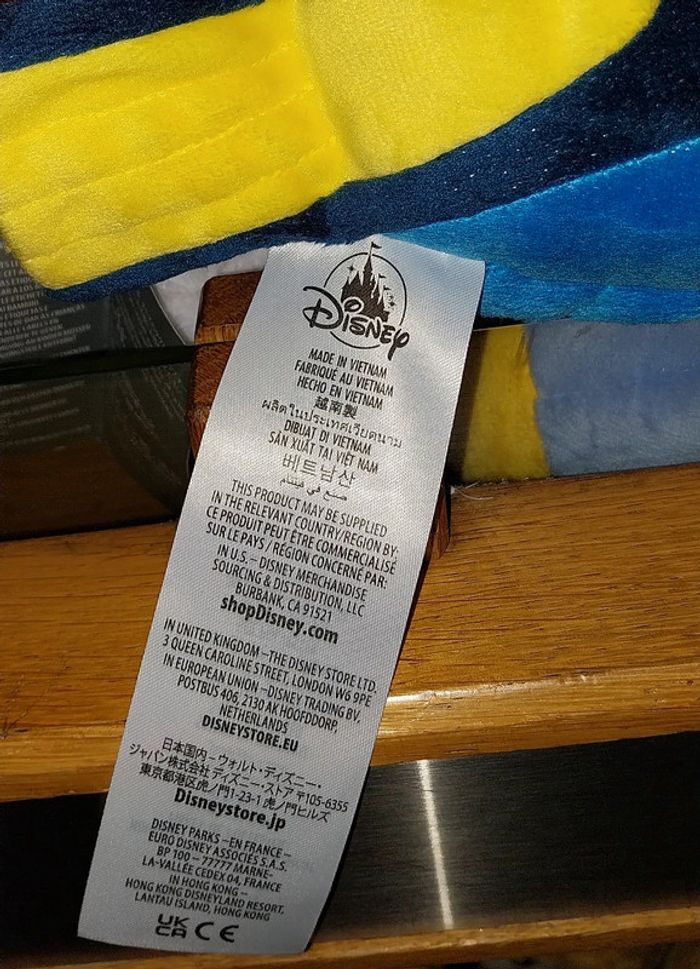 Disney
MADE IN VIETNAM
FABRIQUÉ AU VIETNAM
HECHO EN VIETNAM
越南製
ผลิตในประเทศเวียดนาม
DIBUAT DI VIETNAM
SẢN XUẤT TẠI VIỆT NAM
베트남산
صنع في فيتنام
THIS PRODUCT MAY BE SUPPLIED
IN THE RELEVANT COUNTRY/REGION BY:
CE PRODUIT PEUT ÊTRE COMMERCIALISÉ
SUR LE PAYS / RÉGION CONCERNÉ PAR:
IN U.S. – DISNEY MERCHANDISE
SOURCING & DISTRIBUTION, LLC
BURBANK, CA 91521
shopDisney.com
IN UNITED KINGDOM –THE DISNEY STORE LTD.
3 QUEEN CAROLINE STREET, LONDON W6 9PE
IN EUROPEAN UNION –DISNEY TRADING BV,
POSTBUS 406, 2130 AK HOOFDDORP,
NETHERLANDS
DISNEYSTORE.EU
日本国内 – ウォルト・ディズニー・
ジャパン株式会社 ディズニー・ストア 〒105-6355
東京都港区虎ノ門1-23-1 虎ノ門ヒルズ
Disneystore.jp
DISNEY PARKS –EN FRANCE –
EURO DISNEY ASSOCIÉS S.A.S.
BP 100 – 77777 MARNE-
LA-VALLÉE CEDEX 04, FRANCE
IN HONG KONG –
HONG KONG DISNEYLAND RESORT,
LANTAU ISLAND, HONG KONG
UK
CA CE